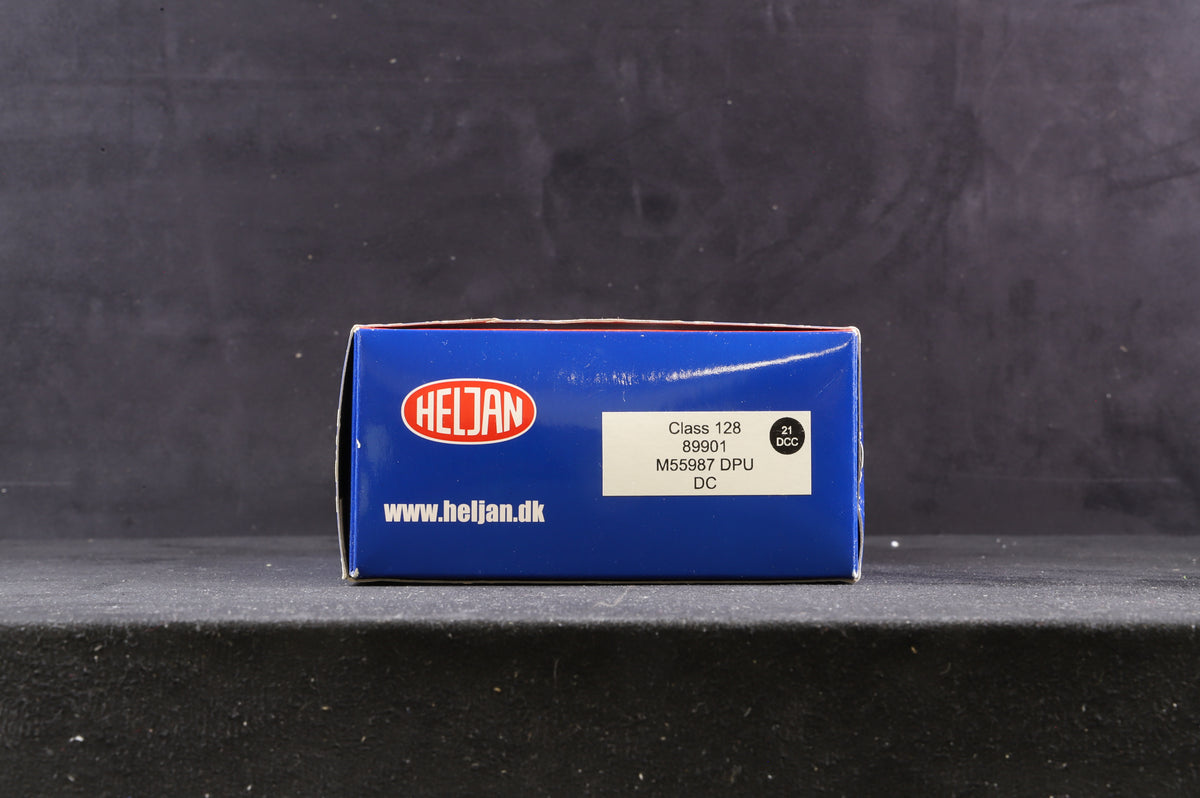 HELJAN
www.heljan.dk
Class 128
89901
M55987 DPU
DC
21
DCC